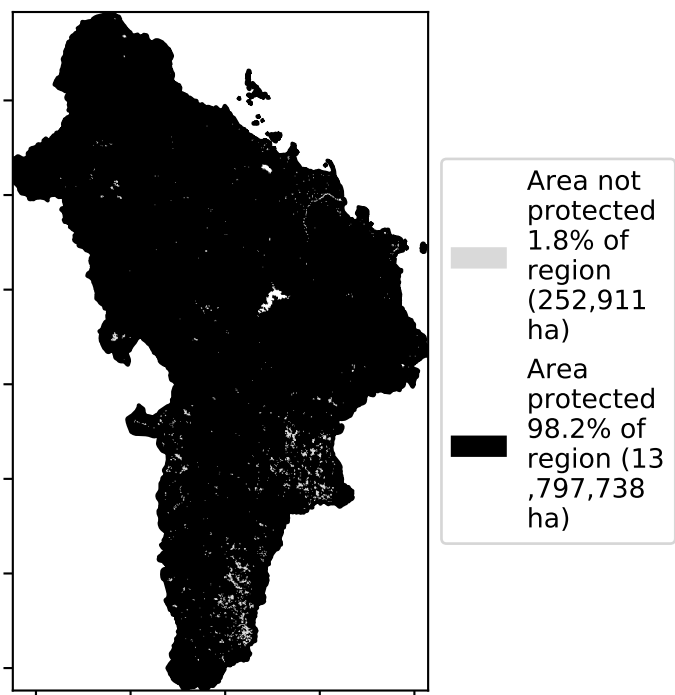 Area not
protected
1.8% of
region
(252,911
ha)
Area
protected
98.2% of
region (13
,797,738
ha)